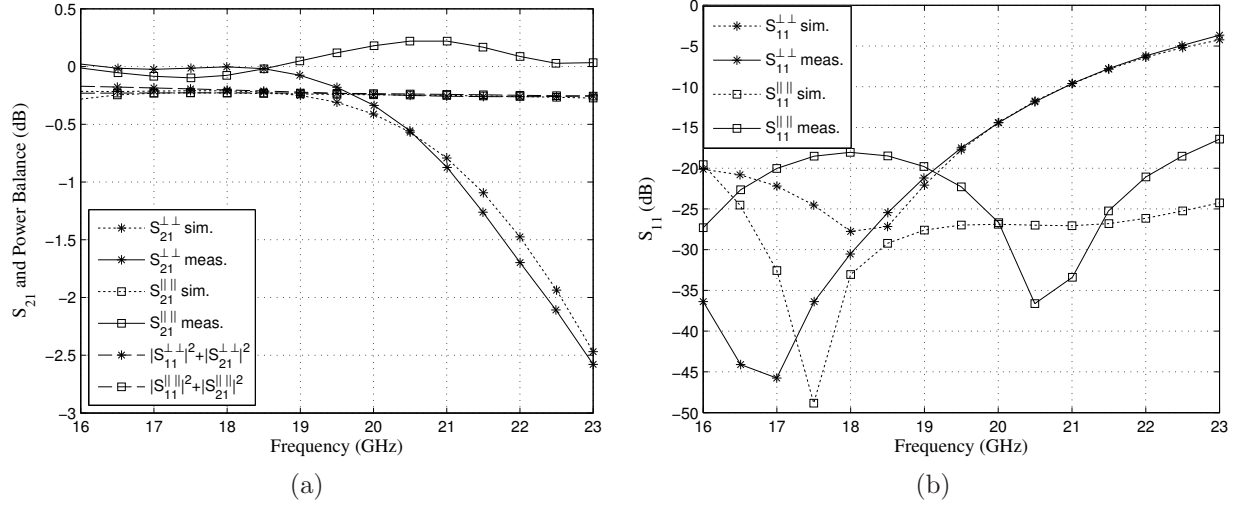 0.5
0
−0.5
−1
−1.5
−2
−2.5
−3
S21 and Power Balance (dB)
S21⊥⊥ sim.
S21⊥⊥ meas.
S21|| || sim.
S21|| || meas.
|S11⊥⊥|²+|S21⊥⊥|²
|S11|| |||²+|S21|| |||²
16 17 18 19 20 21 22 23
Frequency (GHz)
(a)
0
−5
−10
−15
−20
−25
−30
−35
−40
−45
−50
S11 (dB)
S11⊥⊥ sim.
S11⊥⊥ meas.
S11|| || sim.
S11|| || meas.
16 17 18 19 20 21 22 23
Frequency (GHz)
(b)